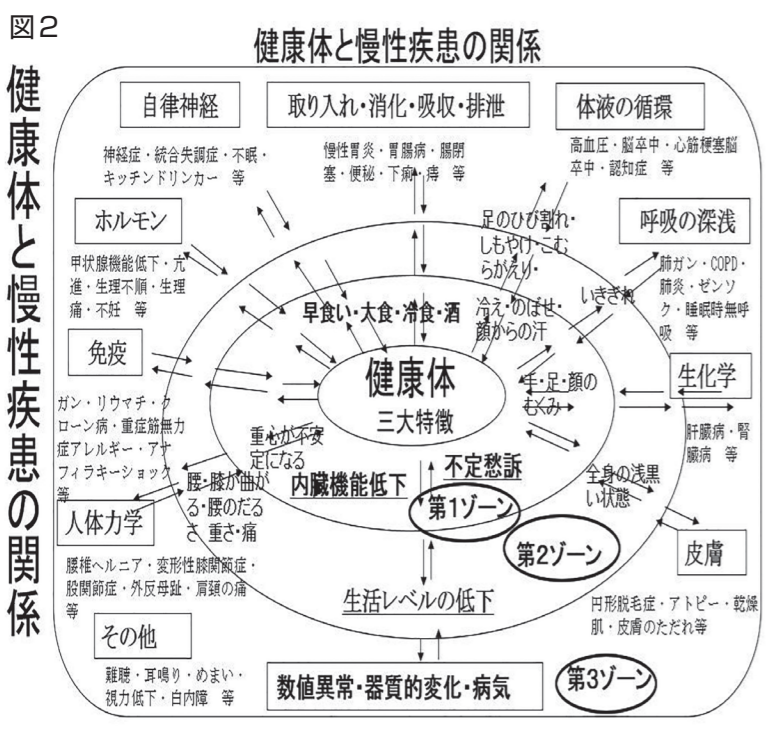 図2
健康体と慢性疾患の関係
健康体と慢性疾患の関係
自律神経
神経症・統合失調症・不眠・
キッチンドリンカー 等
取り入れ・消化・吸収・排泄
慢性胃炎・胃腸病・腸閉
塞・便秘・下痢・痔 等
体液の循環
高血圧・脳卒中・心筋梗塞脳
卒中・認知症 等
ホルモン
甲状腺機能低下・亢
進・生理不順・生理
痛・不妊 等
足のひび割れ・
しもやけ・こむ
らがえり・
呼吸の深浅
肺ガン・COPD・
肺炎・ゼンソ
ク・睡眠時無呼
吸 等
いきぎれ
早食い・大食・冷食・酒
冷え・のぼせ・
顔からの汗
免疫
ガン・リウマチ・ク
ローン病・重症筋無力
症アレルギー・アナ
フィラキーショック
等
健康体
三大特徴
手・足・顔の
むくみ
生化学
肝臓病・腎
臓病 等
重心が不安
定になる
内臓機能低下
不定愁訴
腰・膝が曲が
る・腰のだる
さ 重さ・痛
全身の浅黒
い状態
第1ゾーン
第2ゾーン
人体力学
腰椎ヘルニア・変形性膝関節症・
股関節症・外反母趾・肩頚の痛
等
皮膚
円形脱毛症・アトピー・乾燥
肌・皮膚のただれ等
生活レベルの低下
その他
難聴・耳鳴り・めまい・
視力低下・白内障 等
数値異常・器質的変化・病気
第3ゾーン